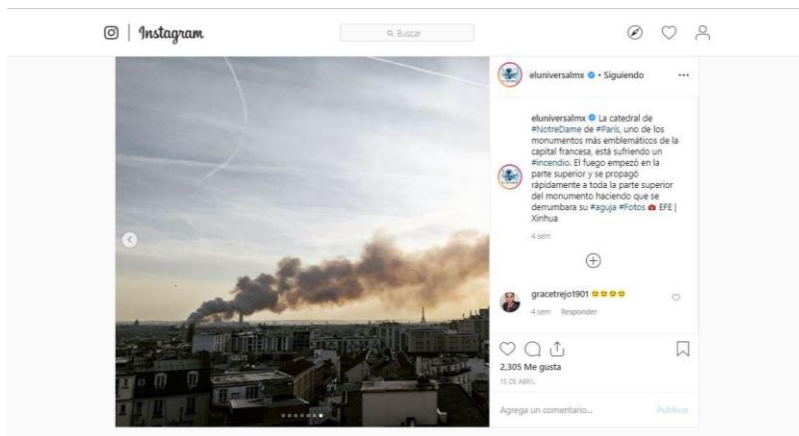 Instagram
Buscar
eluniversalmx • Siguiendo
eluniversalmx La catedral de
#NotreDame de #París, uno de los
monumentos más emblemáticos de la
capital francesa, está sufriendo un
#incendio. El fuego empezó en la
parte superior y se propagó
rápidamente a toda la parte superior
del monumento haciendo que se
derrumbara su #aguja #Fotos 📷 EFE |
Xinhua
4 sem
gracetrejo1901 😢😢😢😢
4 sem Responder
2,305 Me gusta
15 DE ABRIL
Agrega un comentario... Publicar